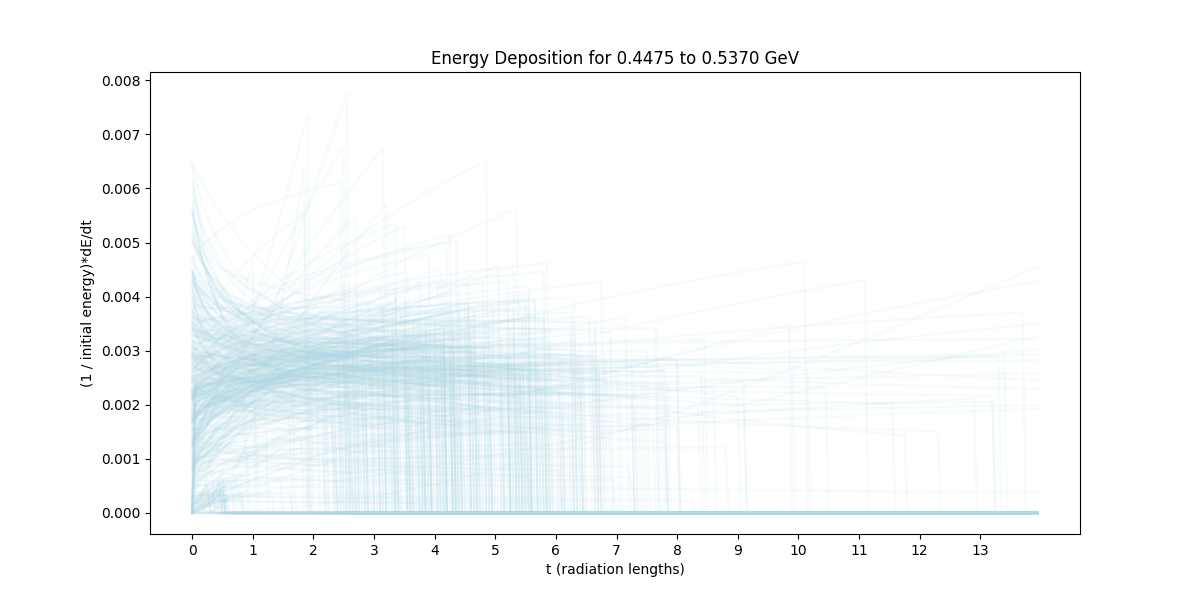 Energy Deposition for 0.4475 to 0.5370 GeV
(1 / initial energy)*dE/dt
0.008
0.007
0.006
0.005
0.004
0.003
0.002
0.001
0.000
0 1 2 3 4 5 6 7 8 9 10 11 12 13
t (radiation lengths)